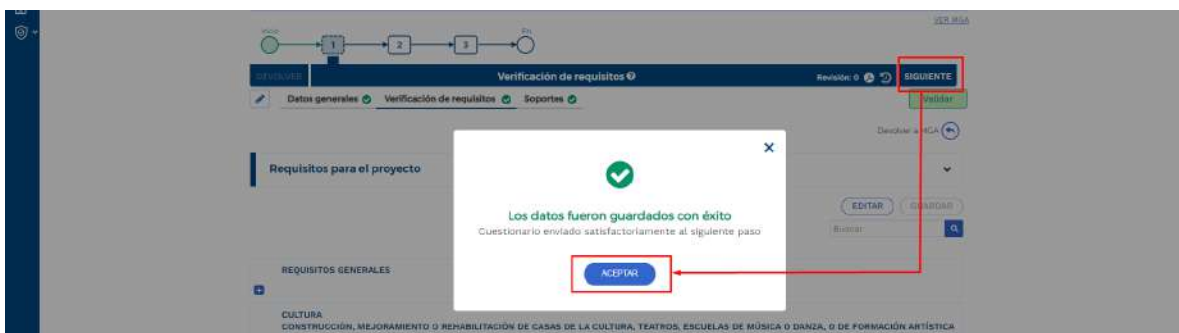 VER MGA
Inicio
Fin
1
2
3
DEVOLVER
Verificación de requisitos
Revisión: 0
SIGUIENTE
Datos generales
Verificación de requisitos
Soportes
Validar
Devolver a MGA
Requisitos para el proyecto
EDITAR
GUARDAR
Buscar
Los datos fueron guardados con éxito
Cuestionario enviado satisfactoriamente al siguiente paso
ACEPTAR
REQUISITOS GENERALES
CULTURA
CONSTRUCCIÓN, MEJORAMIENTO O REHABILITACIÓN DE CASAS DE LA CULTURA, TEATROS, ESCUELAS DE MÚSICA O DANZA, O DE FORMACIÓN ARTÍSTICA